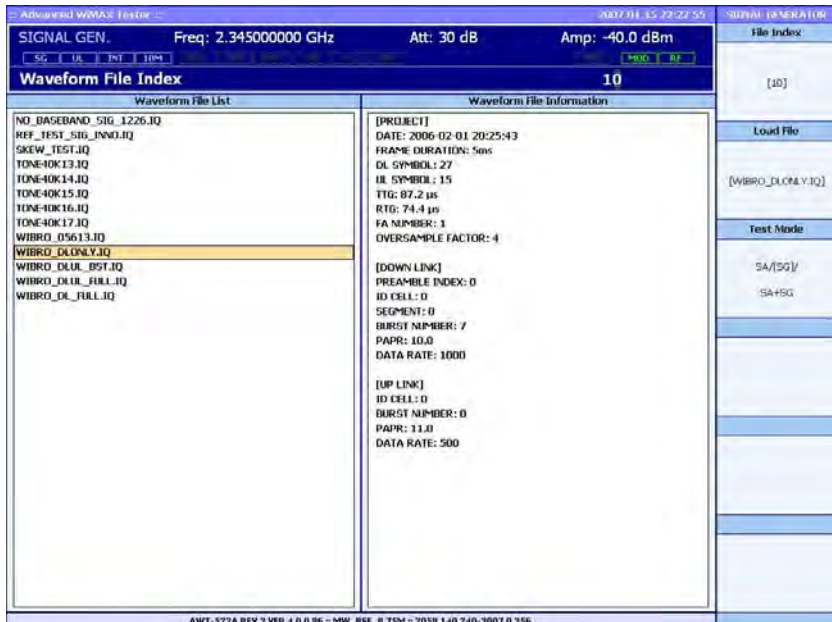 :: Advanced WiMAX Tester ::
2007.01.15 22:22:55
SIGNAL GENERATOR
SIGNAL GEN.
Freq: 2.345000000 GHz
Att: 30 dB
Amp: -40.0 dBm
SG UL INT 10M
MOD RF
Waveform File Index
10
Waveform File List
NO_BASEBAND_SIG_1226.IQ
REF_TEST_SIG_INNO.IQ
SKEW_TEST.IQ
TONE40K13.IQ
TONE40K14.IQ
TONE40K15.IQ
TONE40K16.IQ
TONE40K17.IQ
WIBRO_05613.IQ
WIBRO_DLONLY.IQ
WIBRO_DLUL_BST.IQ
WIBRO_DLUL_FULL.IQ
WIBRO_DL_FULL.IQ
Waveform File Information
[PROJECT]
DATE: 2006-02-01 20:25:43
FRAME DURATION: 5ms
DL SYMBOL: 27
UL SYMBOL: 15
TTG: 87.2 µs
RTG: 74.4 µs
FA NUMBER: 1
OVERSAMPLE FACTOR: 4
[DOWN LINK]
PREAMBLE INDEX: 0
ID CELL: 0
SEGMENT: 0
BURST NUMBER: 7
PAPR: 10.0
DATA RATE: 1000
[UP LINK]
ID CELL: 0
BURST NUMBER: 0
PAPR: 11.0
DATA RATE: 500
File Index
[10]
Load File
[WIBRO_DLONLY.IQ]
Test Mode
SA/[SG]/
SA+SG